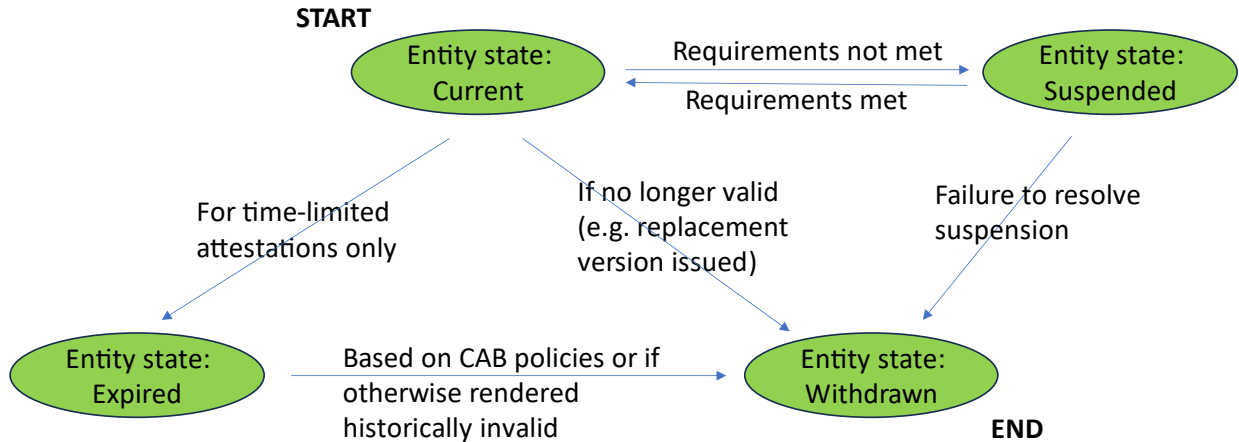 START
Entity state:
Current
Requirements not met
Requirements met
Entity state:
Suspended
For time-limited
attestations only
If no longer valid
(e.g. replacement
version issued)
Failure to resolve
suspension
Entity state:
Expired
Based on CAB policies or if
otherwise rendered
historically invalid
Entity state:
Withdrawn
END